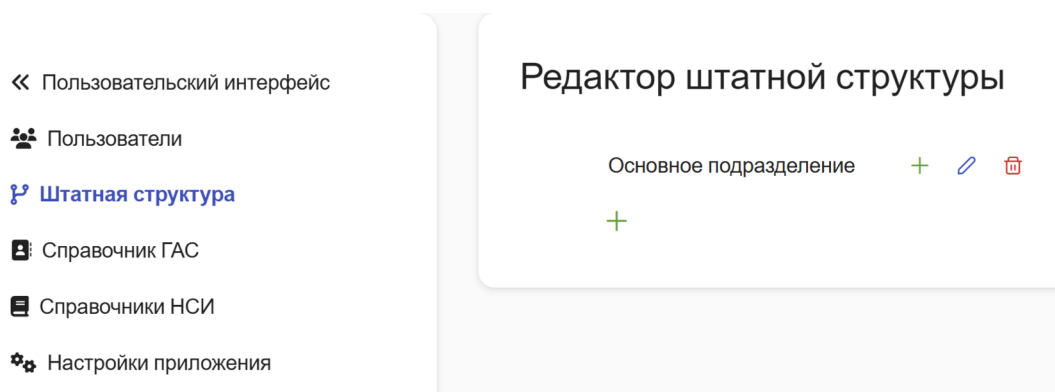 Пользовательский интерфейс
Пользователи
Штатная структура
Справочник ГАС
Справочники НСИ
Настройки приложения
Редактор штатной структуры
Основное подразделение